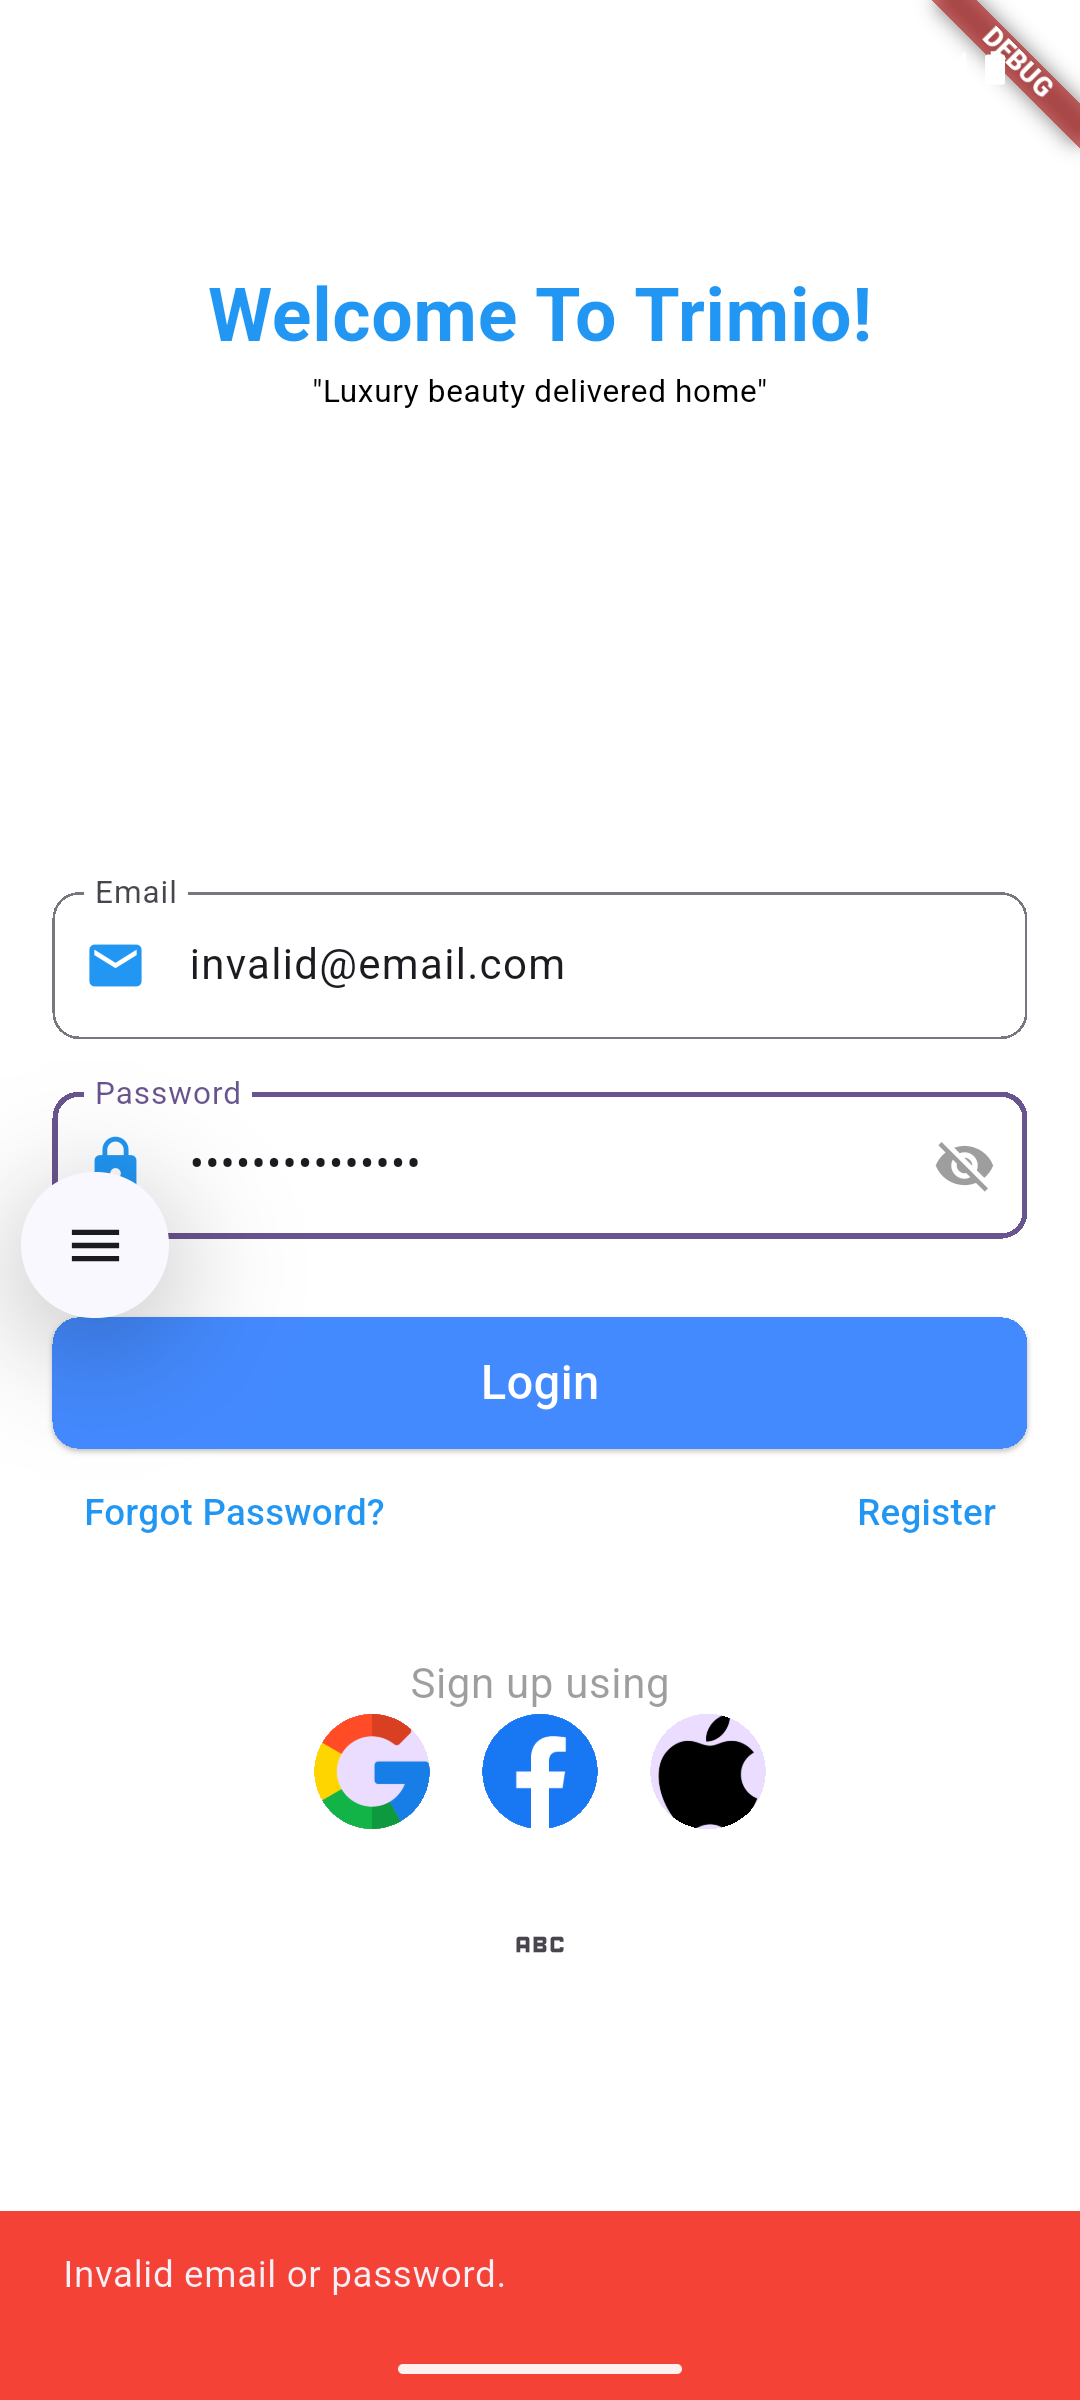 DEBUG
Welcome To Trimio!
"Luxury beauty delivered home"
Email
invalid@email.com
Password
•••••••••••••••
Login
Forgot Password? Register
Sign up using
ABC
Invalid email or password.